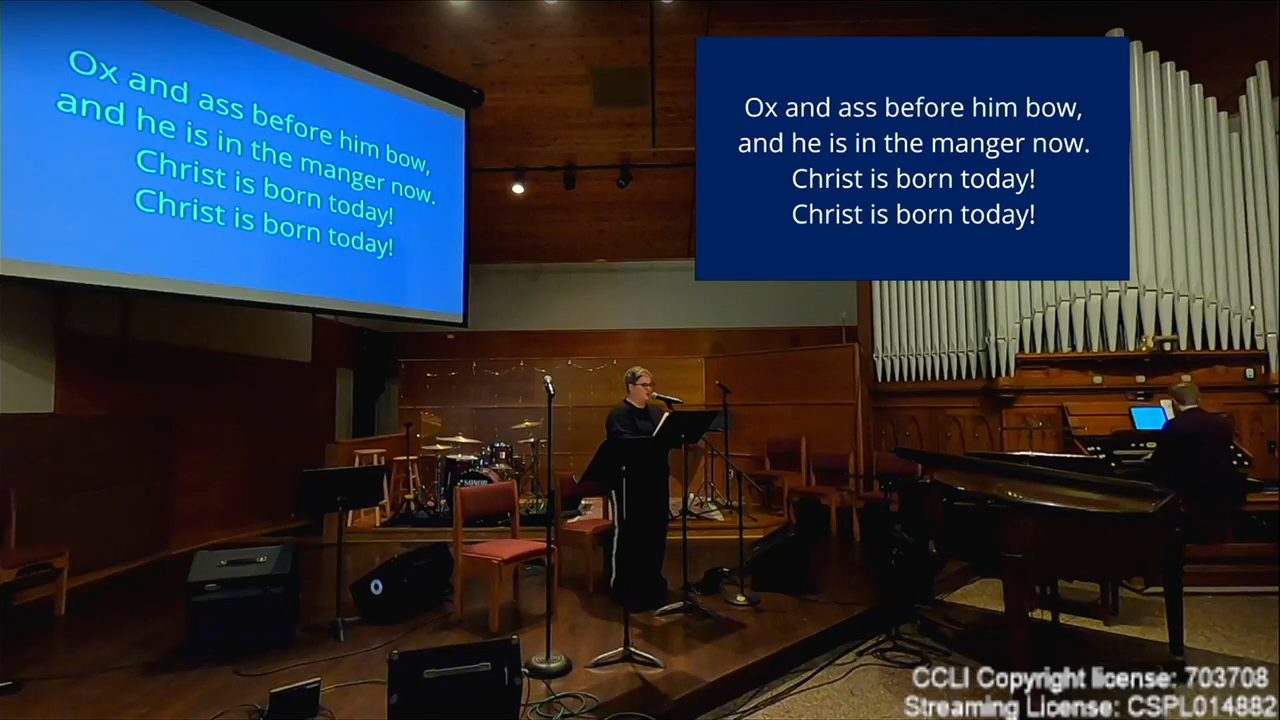 Ox and ass before him bow,
and he is in the manger now.
Christ is born today!
Christ is born today!
Ox and ass before him bow,
and he is in the manger now.
Christ is born today!
Christ is born today!
SONOR
CCLI Copyright license: 703708
Streaming License: CSPL014882